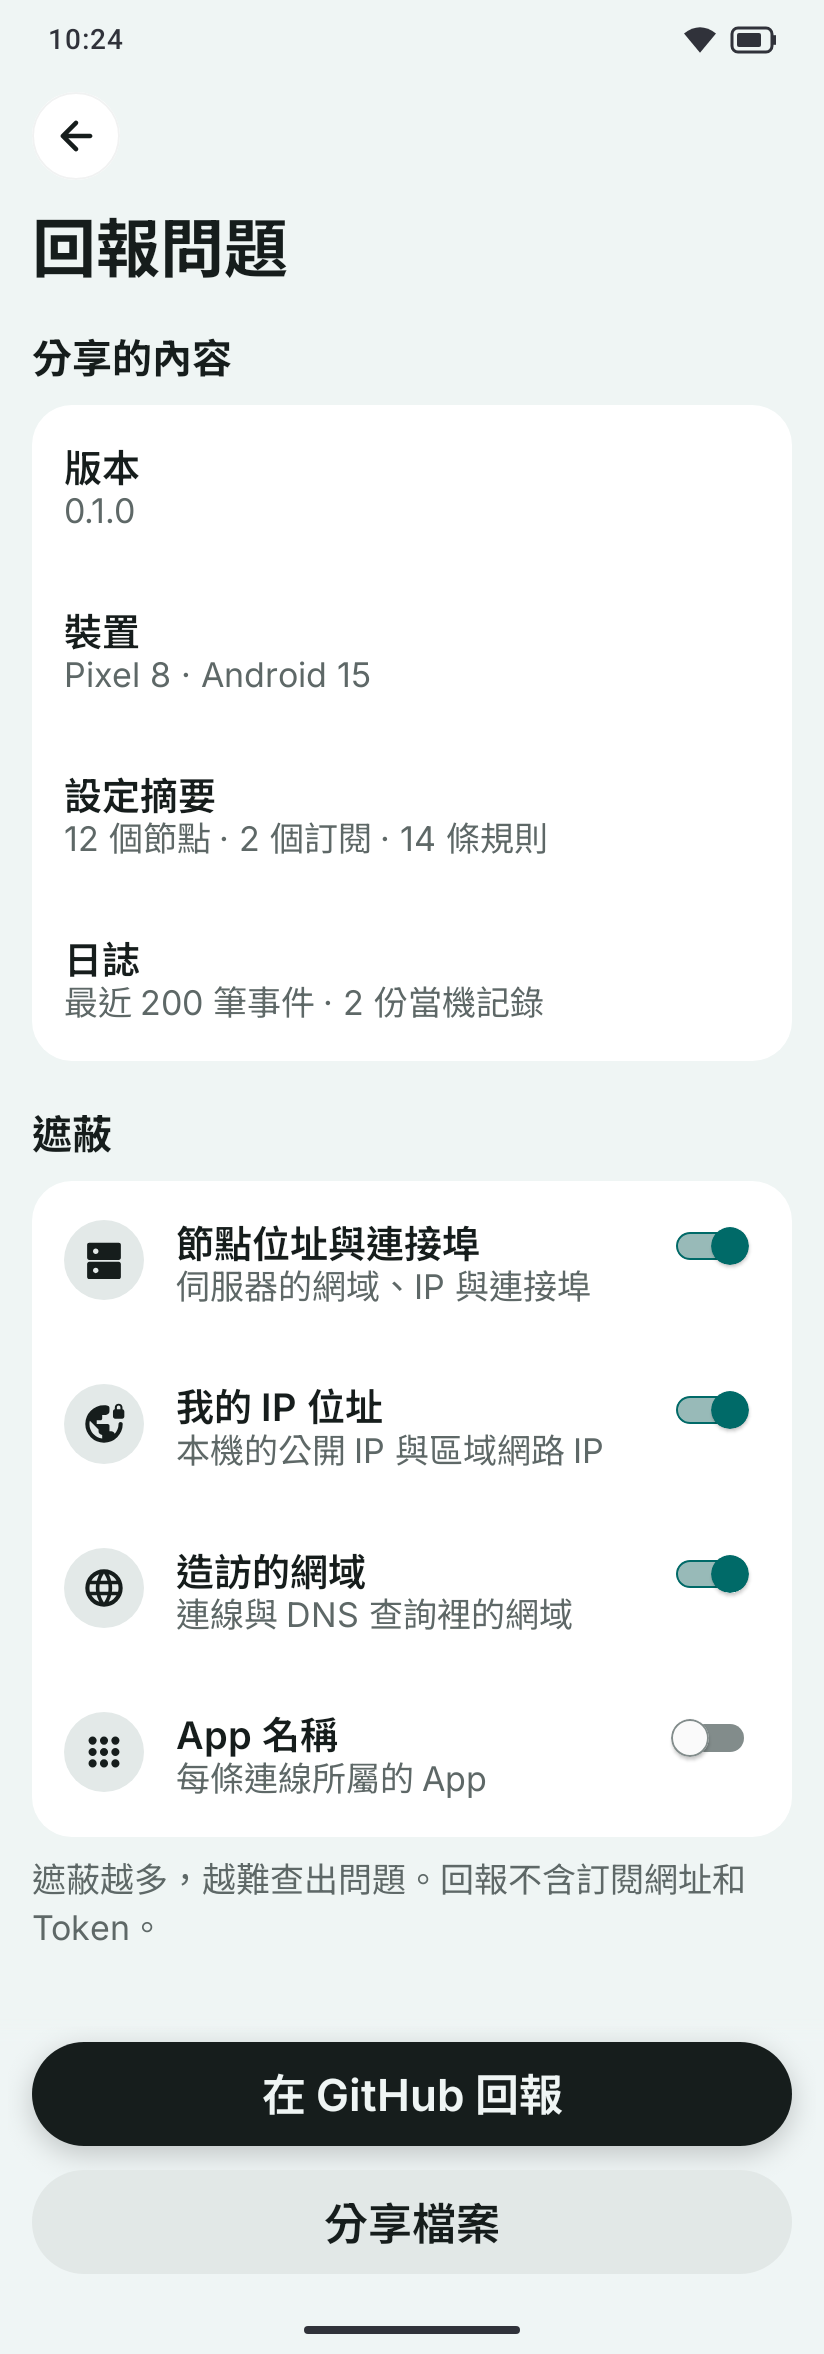 10:24
回報問題
分享的內容
版本
0.1.0
裝置
Pixel 8 · Android 15
設定摘要
12 個節點 · 2 個訂閱 · 14 條規則
日誌
最近 200 筆事件 · 2 份當機記錄
遮蔽
節點位址與連接埠
伺服器的網域、IP 與連接埠
我的 IP 位址
本機的公開 IP 與區域網路 IP
造訪的網域
連線與 DNS 查詢裡的網域
App 名稱
每條連線所屬的 App
遮蔽越多，越難查出問題。回報不含訂閱網址和
Token。
在 GitHub 回報
分享檔案